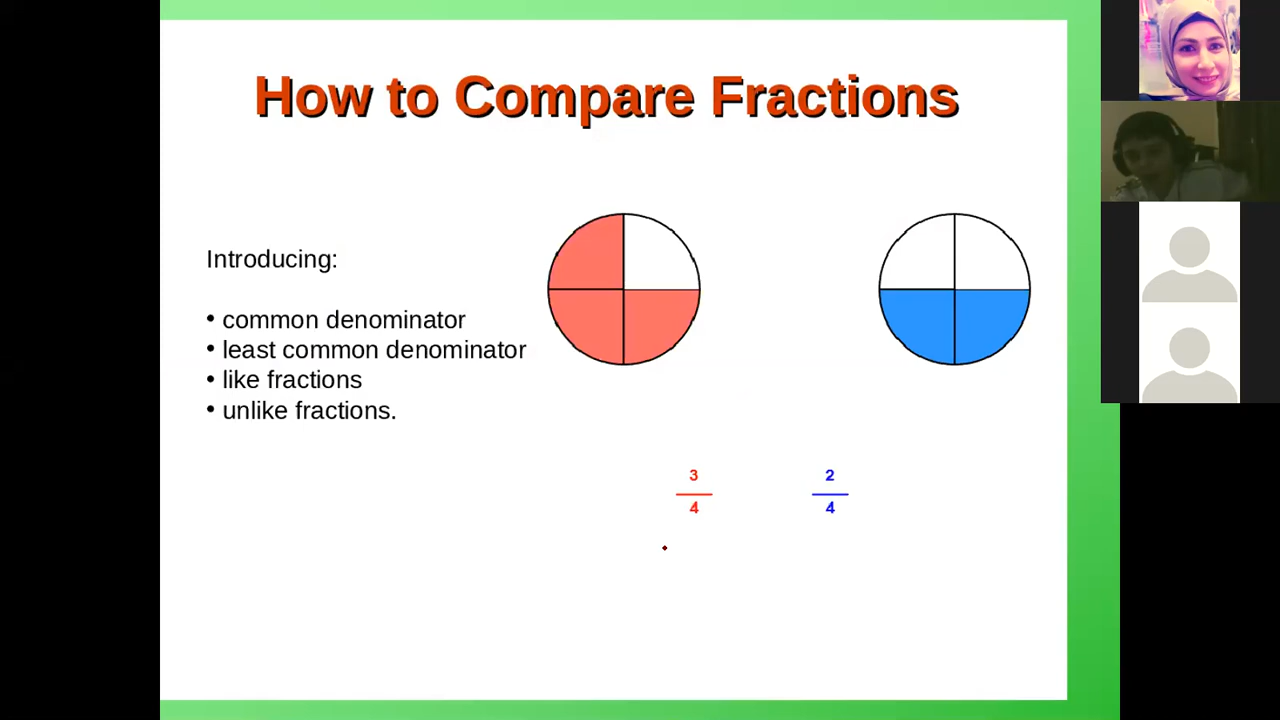 How to Compare Fractions
Introducing:
• common denominator
• least common denominator
• like fractions
• unlike fractions.
3 2
4 4